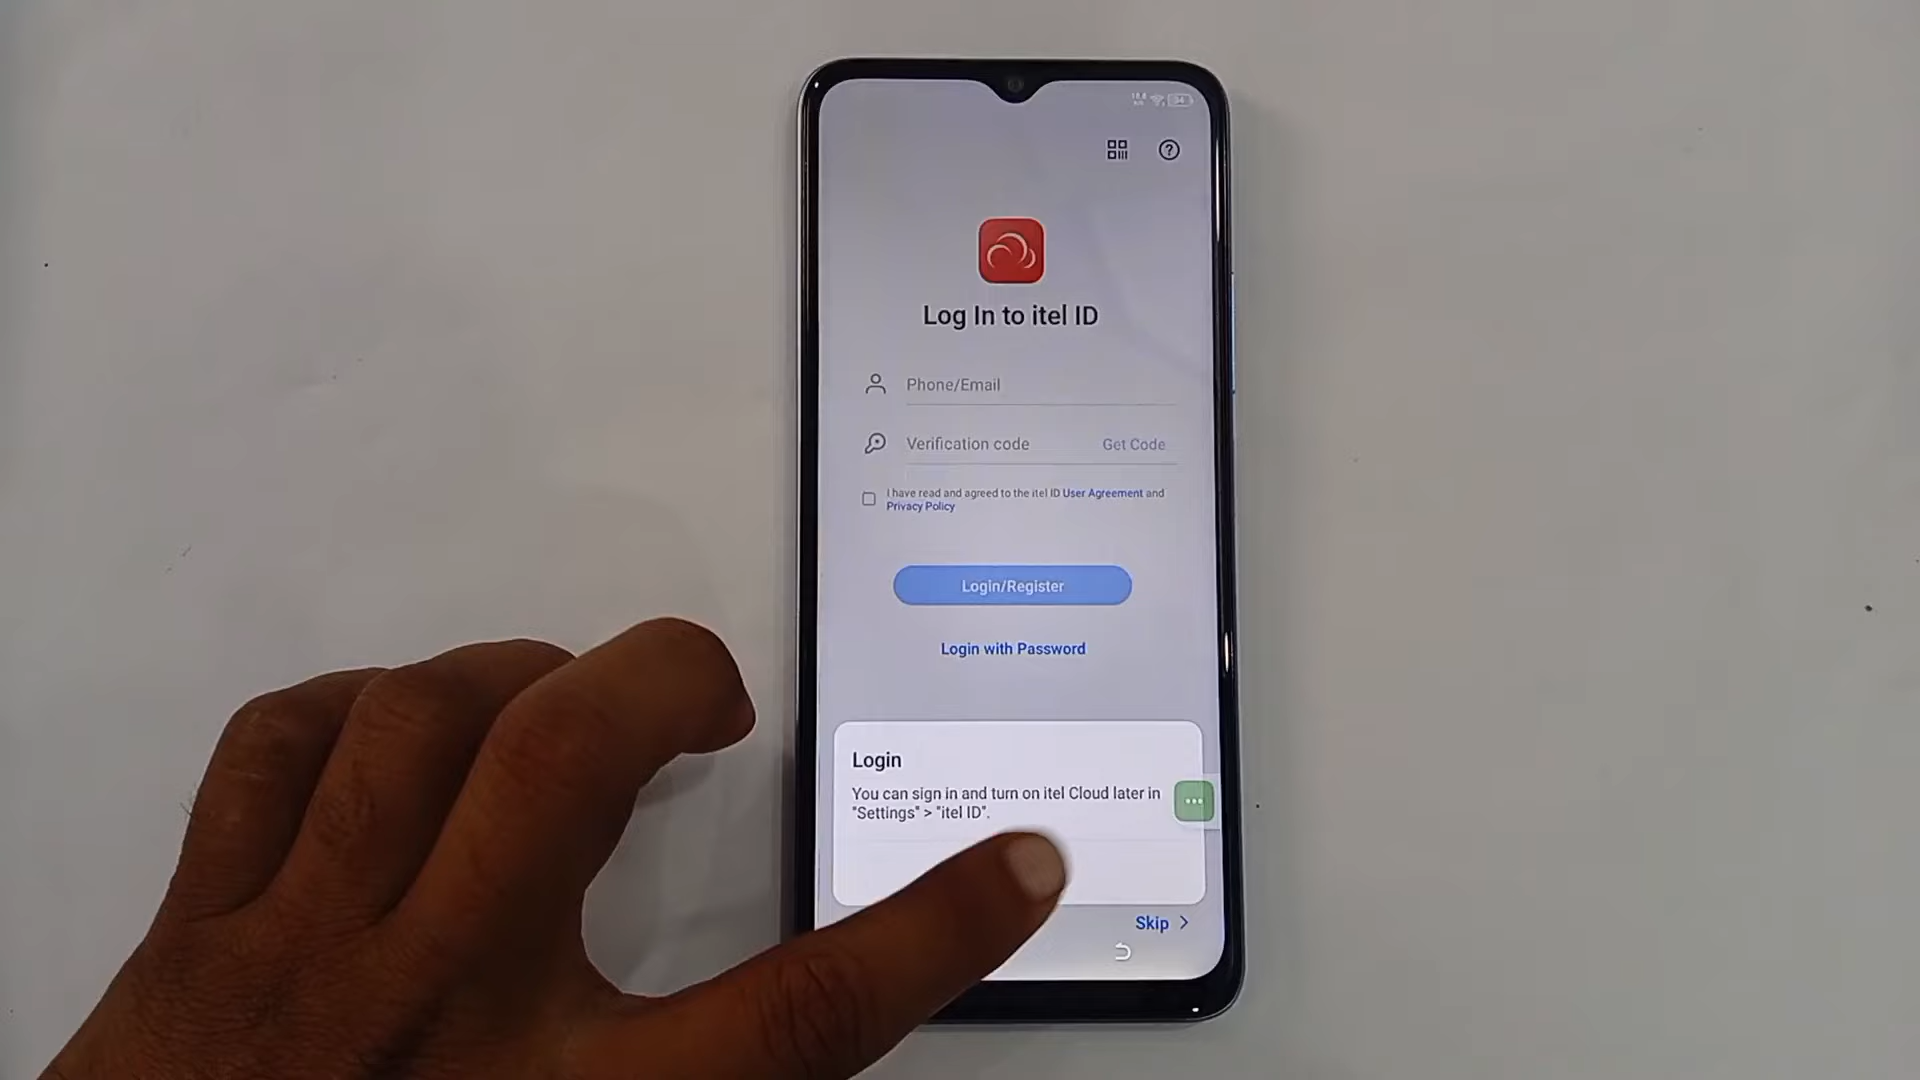 Log In to itel ID
Phone/Email
Verification code Get Code
I have read and agreed to the itel ID User Agreement and
Privacy Policy
Login/Register
Login with Password
Login
You can sign in and turn on itel Cloud later in
"Settings" > "itel ID".
Skip